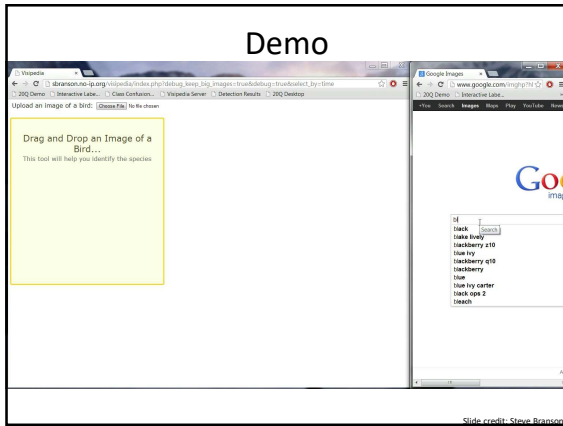 Demo
Visipedia
sbranson.no-ip.org/visipedia/index.php?debug_keep_big_images=true&debug=true&select_by=time
20Q Demo Interactive Labe... Class Confusion... Visipedia Server Detection Results 20Q Desktop
Upload an image of a bird: Choose File No file chosen
Drag and Drop an Image of a
Bird...
This tool will help you identify the species
Google Images
www.google.com/imghp?hl
20Q Demo Interactive Labe...
+You Search Images Maps Play YouTube New
Goo
ima
bl
Search
black
blake lively
blackberry z10
blue ivy
blackberry q10
blackberry
blue
blue ivy carter
black ops 2
bleach
A
Slide credit: Steve Branson